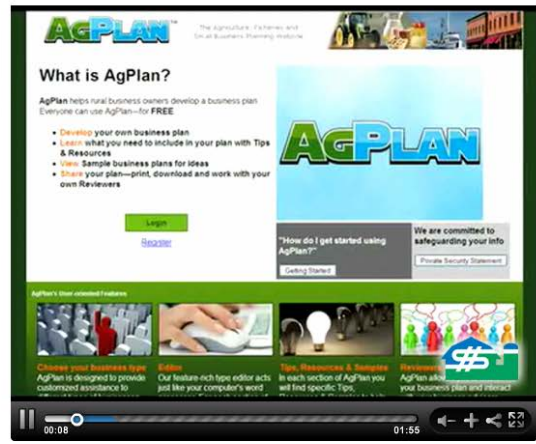 AGPLAN™
The Agriculture, Fisheries and
Small Business Planning Website
What is AgPlan?
AgPlan helps rural business owners develop a business plan
Everyone can use AgPlan—for FREE
Develop your own business plan
Learn what you need to include in your plan with Tips
& Resources
View Sample business plans for ideas
Share your plan—print, download and work with your
own Reviewers
Login
Register
AGPLAN
"How do I get started using
AgPlan?"
Getting Started
We are committed to
safeguarding your info
Private Security Statement
AgPlan's User-oriented Features
Choose your business type
AgPlan is designed to provide
customized assistance to
Editor
Our feature-rich type editor acts
just like your computer's word
Tips, Resources & Samples
In each section of AgPlan you
will find specific Tips,
Reviewers
AgPlan allow
your business plan and interact
00:08
01:55